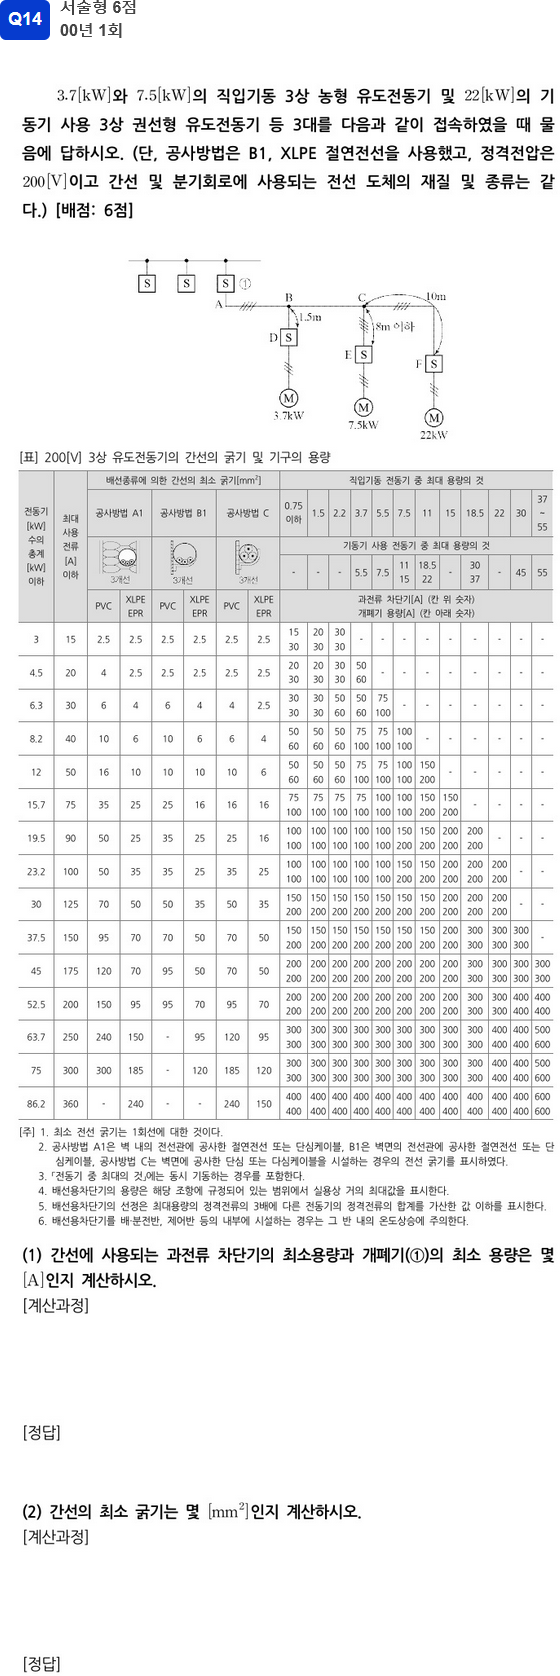 Q14
서술형 6점
00년 1회
3.7[kW]와 7.5[kW]의 직입기동 3상 농형 유도전동기 및 22[kW]의 기
동기 사용 3상 권선형 유도전동기 등 3대를 다음과 같이 접속하였을 때 물
음에 답하시오. (단, 공사방법은 B1, XLPE 절연전선을 사용했고, 정격전압은
200[V]이고 간선 및 분기회로에 사용되는 전선 도체의 재질 및 종류는 같
다.) [배점: 6점]
S S S ①
A B C 10m
1.5m
8m 이하
D S
E S
F S
M M M
3.7kW
7.5kW
22kW
[표] 200[V] 3상 유도전동기의 간선의 굵기 및 기구의 용량
전동기 [kW] 수의 총계 [kW] 이하
최대 사용 전류 [A] 이하
배선종류에 의한 간선의 최소 굵기[mm²]
직입기동 전동기 중 최대 용량의 것
공사방법 A1 공사방법 B1 공사방법 C
0.75 이하 1.5 2.2 3.7 5.5 7.5 11 15 18.5 22 30 37 ~ 55
기동기 사용 전동기 중 최대 용량의 것
3개선 3개선 3개선
- - - 5.5 7.5 11 15 18.5 22 - 30 37 - 45 55
PVC XLPE EPR PVC XLPE EPR PVC XLPE EPR
과전류 차단기[A] (칸 위 숫자)
개폐기 용량[A] (칸 아래 숫자)
3 15 2.5 2.5 2.5 2.5 2.5 2.5 15 20 30 - - - - - - - - -
30 30 30
4.5 20 4 2.5 2.5 2.5 2.5 2.5 20 20 30 50 - - - - - - - -
30 30 30 60
6.3 30 6 4 6 4 4 2.5 30 30 50 50 75 - - - - - - -
30 30 60 60 100
8.2 40 10 6 10 6 6 4 50 50 50 75 75 100 - - - - - -
60 60 60 100 100 100
12 50 16 10 10 10 10 6 50 50 50 75 75 100 150 - - - - -
60 60 60 100 100 100 200
15.7 75 35 25 25 16 16 16 75 75 75 75 100 100 150 150 - - - -
100 100 100 100 100 100 200 200
19.5 90 50 25 35 25 25 16 100 100 100 100 100 150 150 200 200 - - -
100 100 100 100 100 200 200 200 200
23.2 100 50 35 35 25 35 25 100 100 100 100 100 150 150 200 200 200 - -
100 100 100 100 100 200 200 200 200 200
30 125 70 50 50 35 50 35 150 150 150 150 150 150 150 200 200 200 - -
200 200 200 200 200 200 200 200 200 200
37.5 150 95 70 70 50 70 50 150 150 150 150 150 150 150 200 300 300 300 -
200 200 200 200 200 200 200 200 300 300 300
45 175 120 70 95 50 70 50 200 200 200 200 200 200 200 200 300 300 300 300
200 200 200 200 200 200 200 200 300 300 300 300
52.5 200 150 95 95 70 95 70 200 200 200 200 200 200 200 200 300 300 400 400
200 200 200 200 200 200 200 200 300 300 400 400
63.7 250 240 150 - 95 120 95 300 300 300 300 300 300 300 300 300 400 400 500
300 300 300 300 300 300 300 300 300 400 400 600
75 300 300 185 - 120 185 120 300 300 300 300 300 300 300 300 300 400 400 500
300 300 300 300 300 300 300 300 300 400 400 600
86.2 360 - 240 - - 240 150 400 400 400 400 400 400 400 400 400 400 400 600
400 400 400 400 400 400 400 400 400 400 400 600
[주] 1. 최소 전선 굵기는 1회선에 대한 것이다.
2. 공사방법 A1은 벽 내의 전선관에 공사한 절연전선 또는 단심케이블, B1은 벽면의 전선관에 공사한 절연전선 또는 단
심케이블, 공사방법 C는 벽면에 공사한 단심 또는 다심케이블을 시설하는 경우의 전선 굵기를 표시하였다.
3. 「전동기 중 최대의 것」에는 동시 기동하는 경우를 포함한다.
4. 배선용차단기의 용량은 해당 조항에 규정되어 있는 범위에서 실용상 거의 최대값을 표시한다.
5. 배선용차단기의 선정은 최대용량의 정격전류의 3배에 다른 전동기의 정격전류의 합계를 가산한 값 이하를 표시한다.
6. 배선용차단기를 배·분전반, 제어반 등의 내부에 시설하는 경우는 그 반 내의 온도상승에 주의한다.
(1) 간선에 사용되는 과전류 차단기의 최소용량과 개폐기(①)의 최소 용량은 몇
[A]인지 계산하시오.
[계산과정]
[정답]
(2) 간선의 최소 굵기는 몇 [mm²]인지 계산하시오.
[계산과정]
[정답]